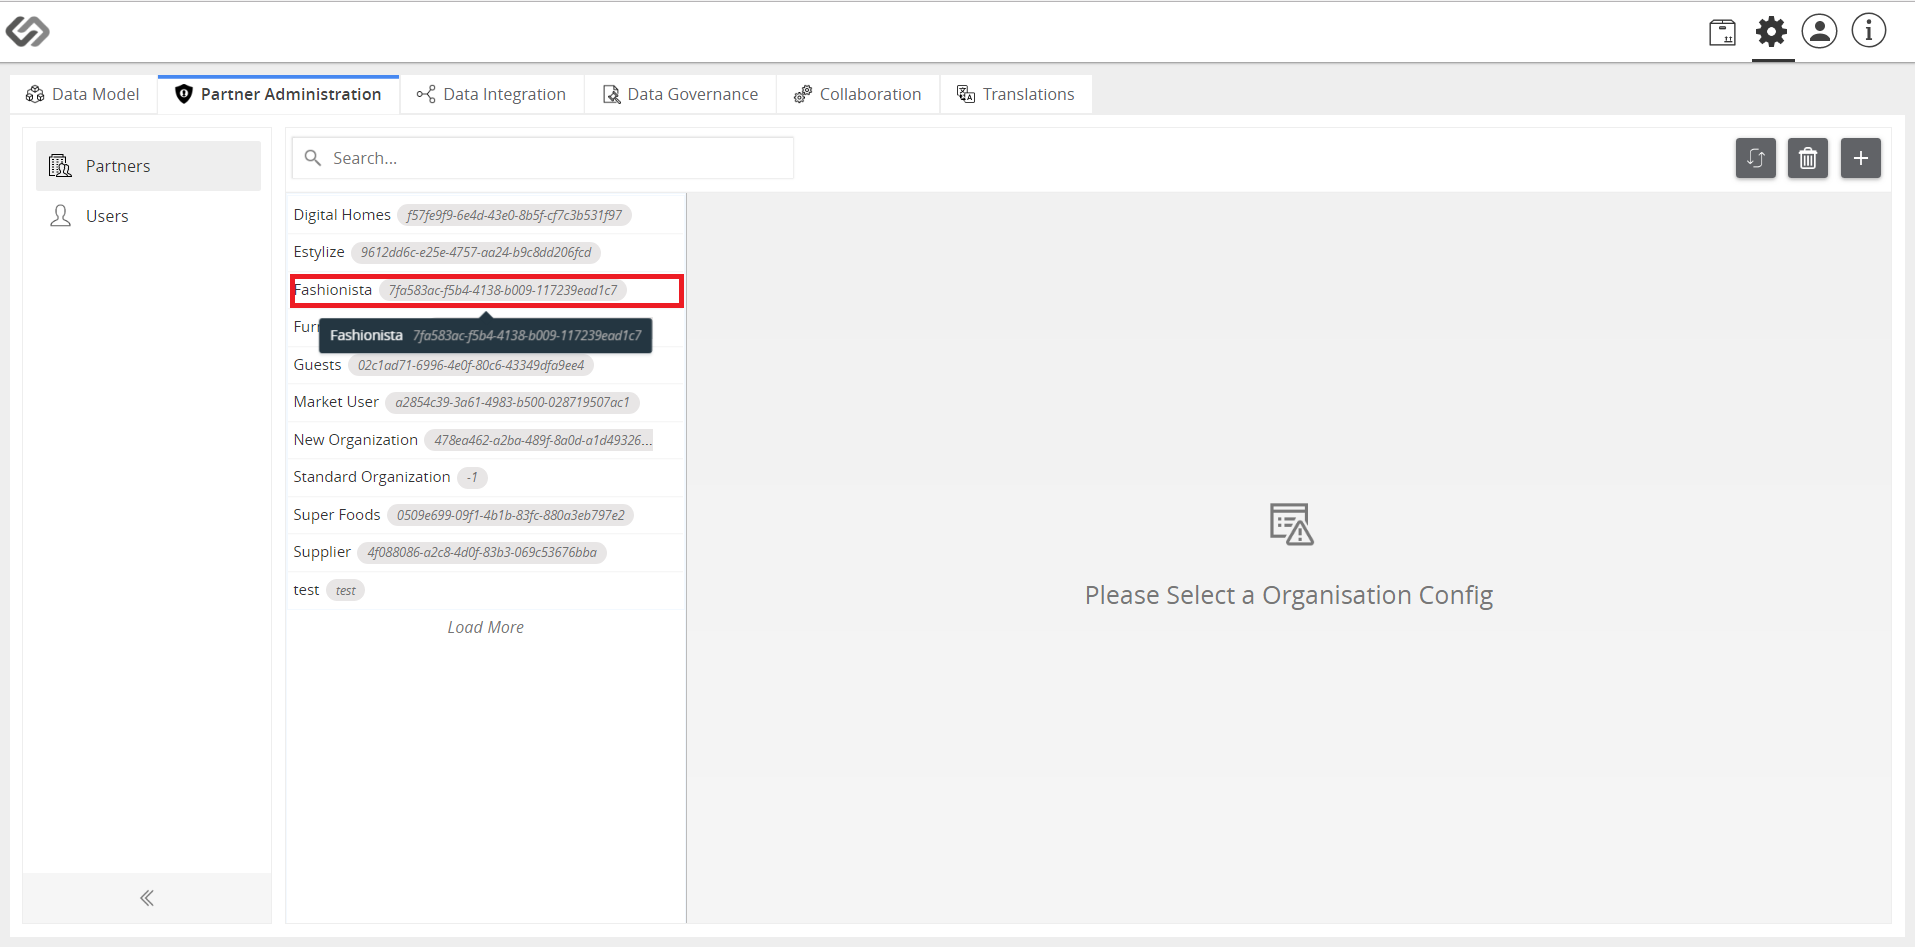 Data Model
Partner Administration
Data Integration
Data Governance
Collaboration
Translations
Partners
Users
Search...
Digital Homes f57fe9f9-6e4d-43e0-8b5f-cf7c3b531f97
Estylize 9612dd6c-e25e-4757-aa24-b9c8dd206fcd
Fashionista 7fa583ac-f5b4-4138-b009-117239ead1c7
Fashionista 7fa583ac-f5b4-4138-b009-117239ead1c7
Guests 02c1ad71-6996-4e0f-80c6-43349dfa9ee4
Market User a2854c39-3a61-4983-b500-028719507ac1
New Organization 478ea462-a2ba-489f-8a0d-a1d49326...
Standard Organization -1
Super Foods 0509e699-09f1-4b1b-83fc-880a3eb797e2
Supplier 4f088086-a2c8-4d0f-83b3-069c53676bba
test test
Load More
Please Select a Organisation Config